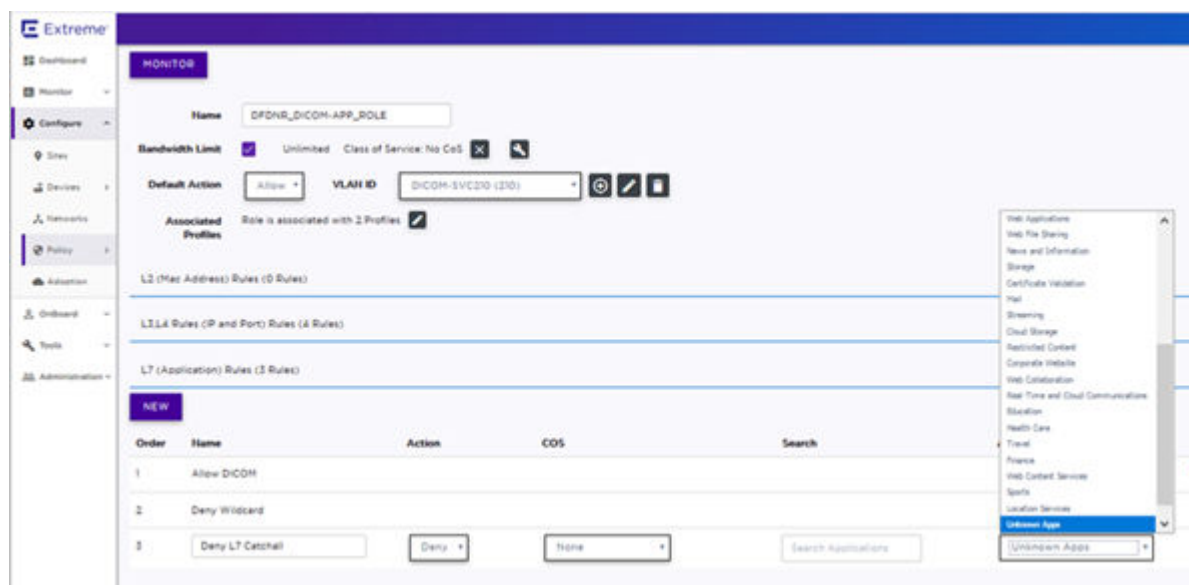 Extreme
Dashboard
Monitor
Configure
Sites
Devices
Networks
Policy
Adoption
OnBoard
Tools
Administration
MONITOR
Name DFDNR_DICOM-APP_ROLE
Bandwidth Limit Unlimited Class of Service: No CoS
Default Action Allow VLAN ID DICOM-SVC210 (210)
Associated Profiles Role is associated with 2 Profiles
L2 (Mac Address) Rules (0 Rules)
L3,L4 Rules (IP and Port) Rules (4 Rules)
L7 (Application) Rules (3 Rules)
NEW
Order Name Action COS Search
1 Allow DICOM
2 Deny Wildcard
3 Deny L7 Catchall Deny None Search Applications Unknown Apps
Web Applications
Web File Sharing
News and Information
Storage
Certificate Validation
Mail
Streaming
Cloud Storage
Restricted Content
Corporate Website
Web Collaboration
Real Time and Cloud Communications
Education
Health Care
Travel
Finance
Web Content Services
Sports
Location Services
Unknown Apps